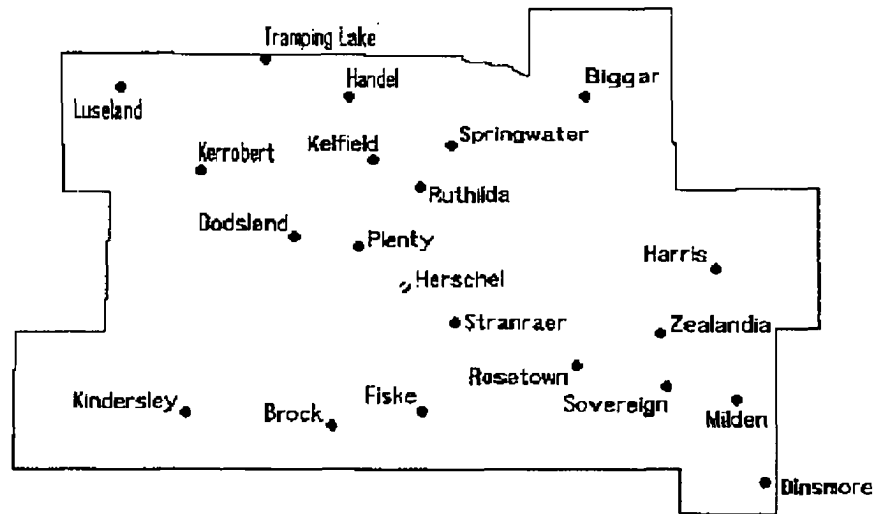 Tramping Lake
Biggar
Handel
Luseland
Springwater
Kelfield
Kerrobert
Ruthilda
Dodsland
Plenty
Harris
Herschel
Stranraer
Zealandia
Rosetown
Kindersley
Fiske
Sovereign
Brock
Milden
Dinsmore